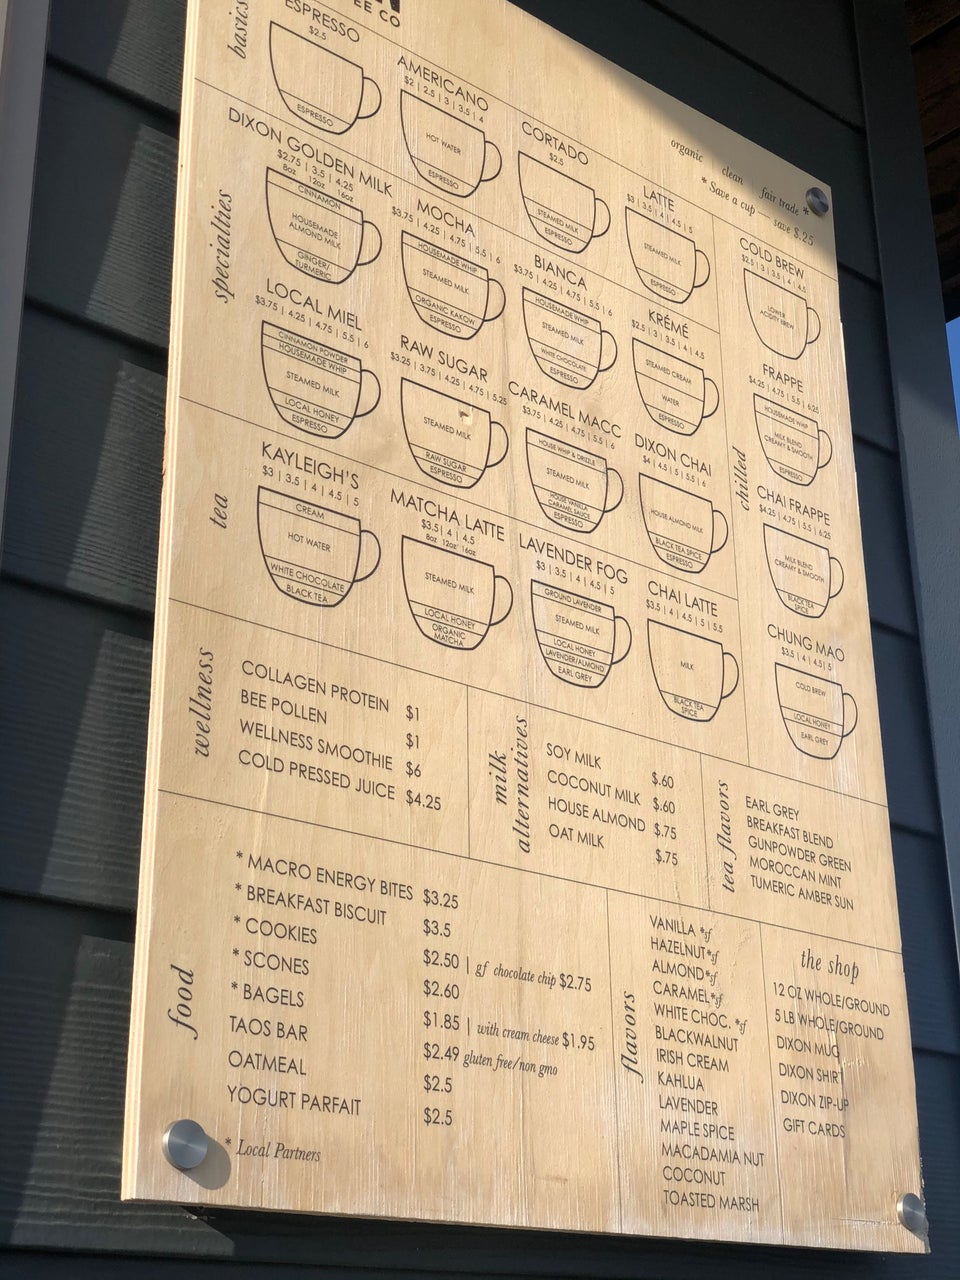 EE CO
basics
ESPRESSO
$2.5
ESPRESSO
AMERICANO
$2 | 2.5 | 3 | 3.5 | 4
HOT WATER
ESPRESSO
CORTADO
$2.5
STEAMED MILK
ESPRESSO
LATTE
$3 | 3.5 | 4 | 4.5 | 5
STEAMED MILK
ESPRESSO
organic clean fair trade *
* Save a cup — save $.25
specialties
DIXON GOLDEN MILK
$2.75 | 3.5 | 4.25
8oz 12oz 16oz
CINNAMON
HOUSEMADE
ALMOND MILK
GINGER/
TURMERIC
MOCHA
$3.75 | 4.25 | 4.75 | 5.5 | 6
HOUSEMADE WHIP
STEAMED MILK
ORGANIC KAKOW
ESPRESSO
BIANCA
$3.75 | 4.25 | 4.75 | 5.5 | 6
HOUSEMADE WHIP
STEAMED MILK
WHITE CHOCOLATE
ESPRESSO
KRÉMÉ
$2.5 | 3 | 3.5 | 4 | 4.5
STEAMED CREAM
WATER
ESPRESSO
LOCAL MIEL
$3.75 | 4.25 | 4.75 | 5.5 | 6
CINNAMON POWDER
HOUSEMADE WHIP
STEAMED MILK
LOCAL HONEY
ESPRESSO
RAW SUGAR
$3.25 | 3.75 | 4.25 | 4.75 | 5.25
STEAMED MILK
RAW SUGAR
ESPRESSO
CARAMEL MACC
$3.75 | 4.25 | 4.75 | 5.5 | 6
HOUSE WHIP & DRIZZLE
STEAMED MILK
HOUSE VANILLA
CARAMEL SAUCE
ESPRESSO
DIXON CHAI
$4 | 4.5 | 5 | 5.5 | 6
HOUSE ALMOND MILK
BLACK TEA SPICE
ESPRESSO
tea
KAYLEIGH'S
$3 | 3.5 | 4 | 4.5 | 5
CREAM
HOT WATER
WHITE CHOCOLATE
BLACK TEA
MATCHA LATTE
$3.5 | 4 | 4.5
8oz 12oz 16oz
STEAMED MILK
LOCAL HONEY
ORGANIC
MATCHA
LAVENDER FOG
$3 | 3.5 | 4 | 4.5 | 5
GROUND LAVENDER
STEAMED MILK
LOCAL HONEY
LAVENDER/ALMOND
EARL GREY
CHAI LATTE
$3.5 | 4 | 4.5 | 5 | 5.5
MILK
BLACK TEA
SPICE
chilled
COLD BREW
$2.5 | 3 | 3.5 | 4 | 4.5
LOWER
ACIDITY BREW
FRAPPE
$4.25 | 4.75 | 5.5 | 6.25
HOUSEMADE WHIP
MILK BLEND
CREAMY & SMOOTH
ESPRESSO
CHAI FRAPPE
$4.25 | 4.75 | 5.5 | 6.25
MILK BLEND
CREAMY & SMOOTH
BLACK TEA
SPICE
CHUNG MAO
$3.5 | 4 | 4.5 | 5
COLD BREW
LOCAL HONEY
EARL GREY
wellness
COLLAGEN PROTEIN $1
BEE POLLEN $1
WELLNESS SMOOTHIE $6
COLD PRESSED JUICE $4.25
milk
alternatives
SOY MILK $.60
COCONUT MILK $.60
HOUSE ALMOND $.75
OAT MILK $.75
tea flavors
EARL GREY
BREAKFAST BLEND
GUNPOWDER GREEN
MOROCCAN MINT
TUMERIC AMBER SUN
food
* MACRO ENERGY BITES $3.25
* BREAKFAST BISCUIT $3.5
* COOKIES $2.50 | gf chocolate chip $2.75
* SCONES $2.60
* BAGELS $1.85 | with cream cheese $1.95
TAOS BAR $2.49 gluten free/non gmo
OATMEAL $2.5
YOGURT PARFAIT $2.5
* Local Partners
flavors
VANILLA *sf
HAZELNUT *sf
ALMOND *sf
CARAMEL *sf
WHITE CHOC. *sf
BLACKWALNUT
IRISH CREAM
KAHLUA
LAVENDER
MAPLE SPICE
MACADAMIA NUT
COCONUT
TOASTED MARSH
the shop
12 OZ WHOLE/GROUND
5 LB WHOLE/GROUND
DIXON MUG
DIXON SHIRT
DIXON ZIP-UP
GIFT CARDS